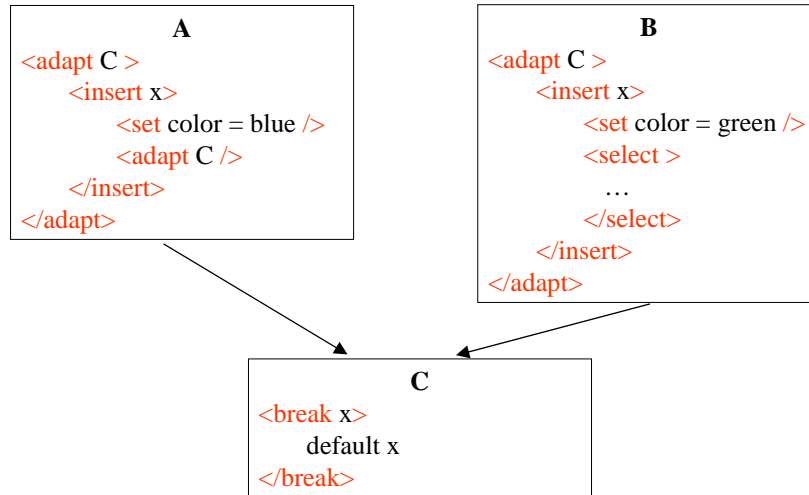 A
<adapt C >
<insert x>
<set color = blue />
<adapt C />
</insert>
</adapt>
B
<adapt C >
<insert x>
<set color = green />
<select >
…
</select>
</insert>
</adapt>
C
<break x>
default x
</break>